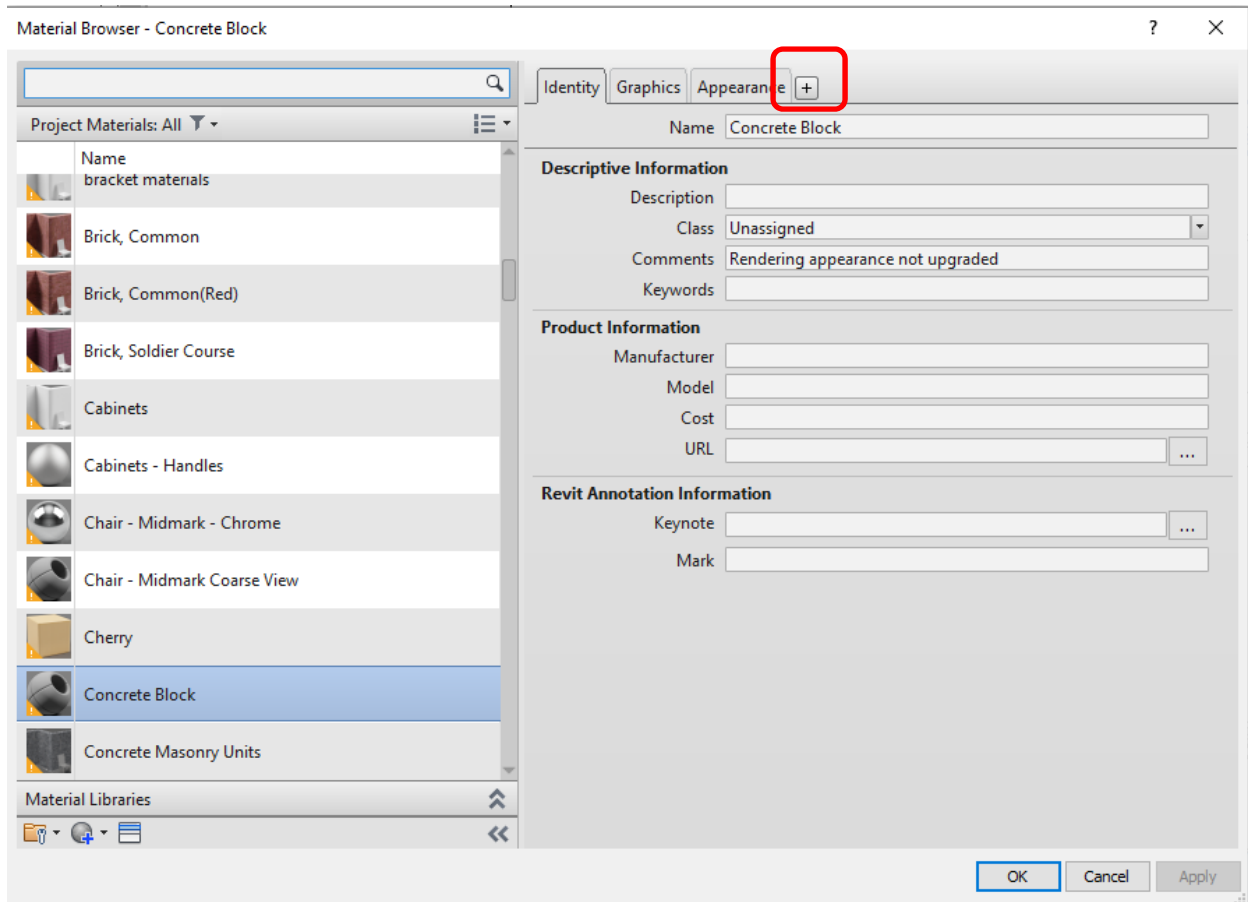 Material Browser - Concrete Block
?
Identity
Graphics
Appearance
+
Project Materials: All
Name
bracket materials
Brick, Common
Brick, Common(Red)
Brick, Soldier Course
Cabinets
Cabinets - Handles
Chair - Midmark - Chrome
Chair - Midmark Coarse View
Cherry
Concrete Block
Concrete Masonry Units
Material Libraries
Name Concrete Block
Descriptive Information
Description
Class Unassigned
Comments Rendering appearance not upgraded
Keywords
Product Information
Manufacturer
Model
Cost
URL ...
Revit Annotation Information
Keynote ...
Mark
OK Cancel Apply